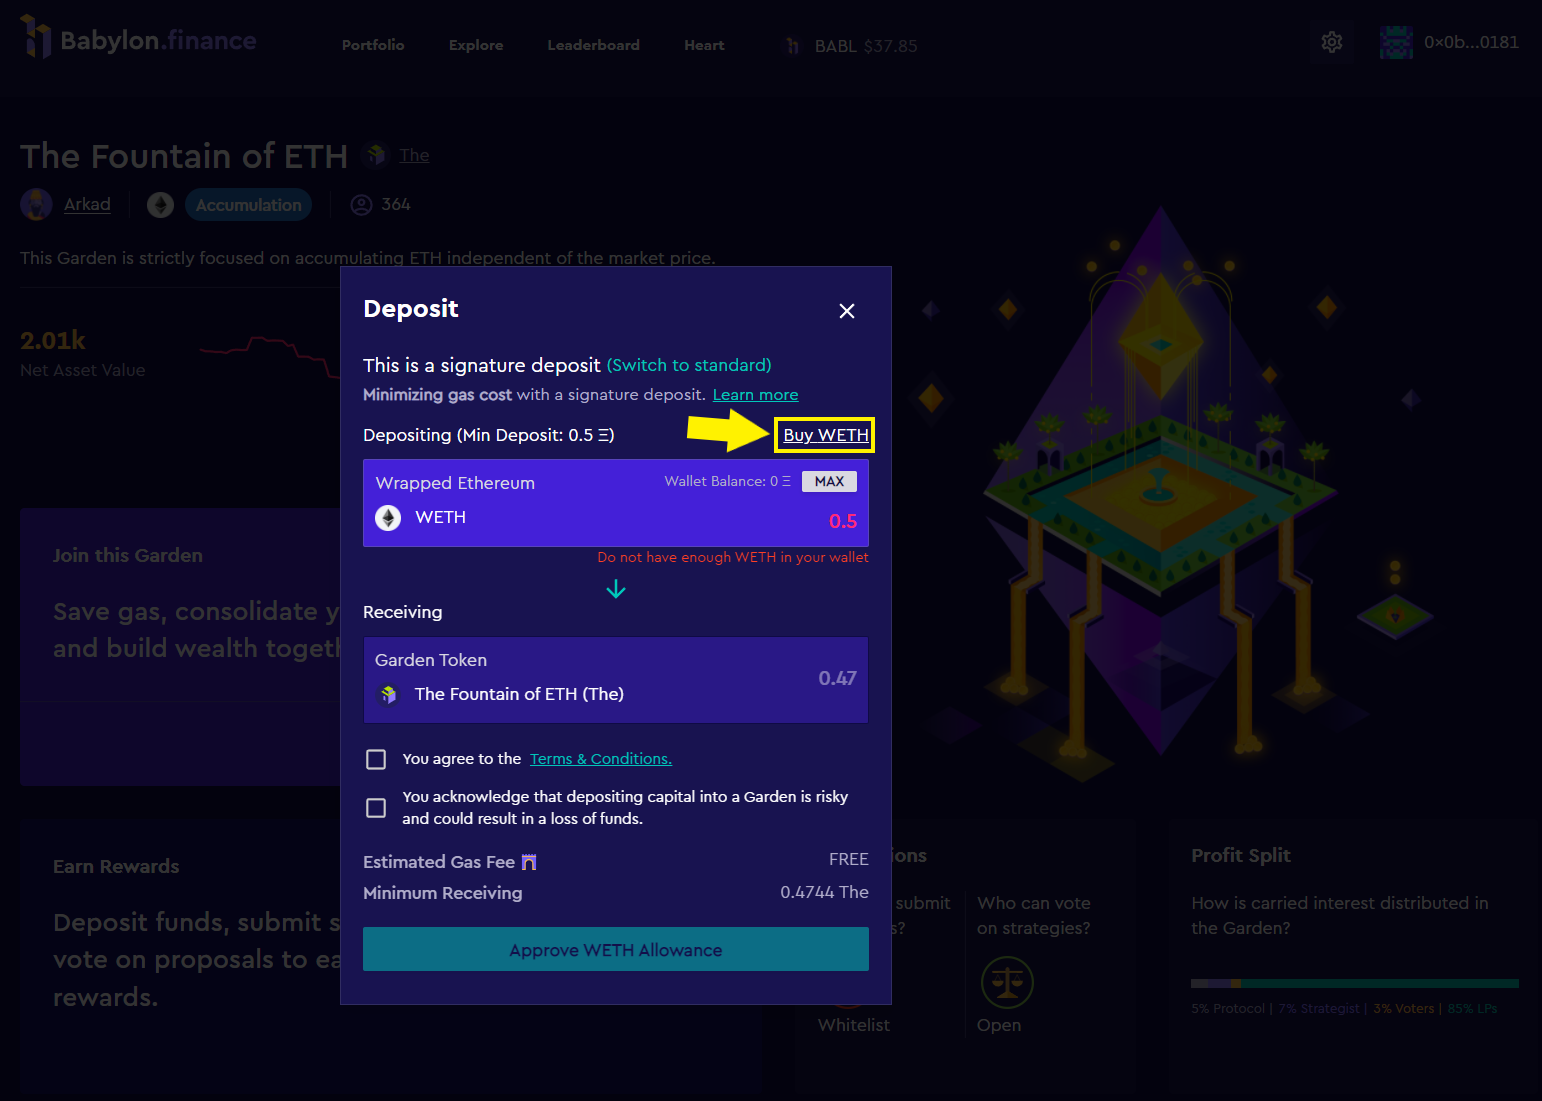 Babylon.finance
Portfolio
Explore
Leaderboard
Heart
BABL $37.85
0×0b...0181
The Fountain of ETH
The
Arkad
Accumulation
364
This Garden is strictly focused on accumulating ETH independent of the market price.
2.01k
Net Asset Value
Join this Garden
Save gas, consolidate y
and build wealth togeth
Earn Rewards
Deposit funds, submit s
vote on proposals to ea
rewards.
Deposit
This is a signature deposit (Switch to standard)
Minimizing gas cost with a signature deposit. Learn more
Depositing (Min Deposit: 0.5 Ξ)
Buy WETH
Wrapped Ethereum
Wallet Balance: 0 Ξ
MAX
WETH
0.5
Do not have enough WETH in your wallet
Receiving
Garden Token
The Fountain of ETH (The)
0.47
You agree to the Terms & Conditions.
You acknowledge that depositing capital into a Garden is risky
and could result in a loss of funds.
Estimated Gas Fee
FREE
Minimum Receiving
0.4744 The
Approve WETH Allowance
ions
submit
s?
Whitelist
Who can vote
on strategies?
Open
Profit Split
How is carried interest distributed in
the Garden?
5% Protocol | 7% Strategist | 3% Voters | 85% LPs